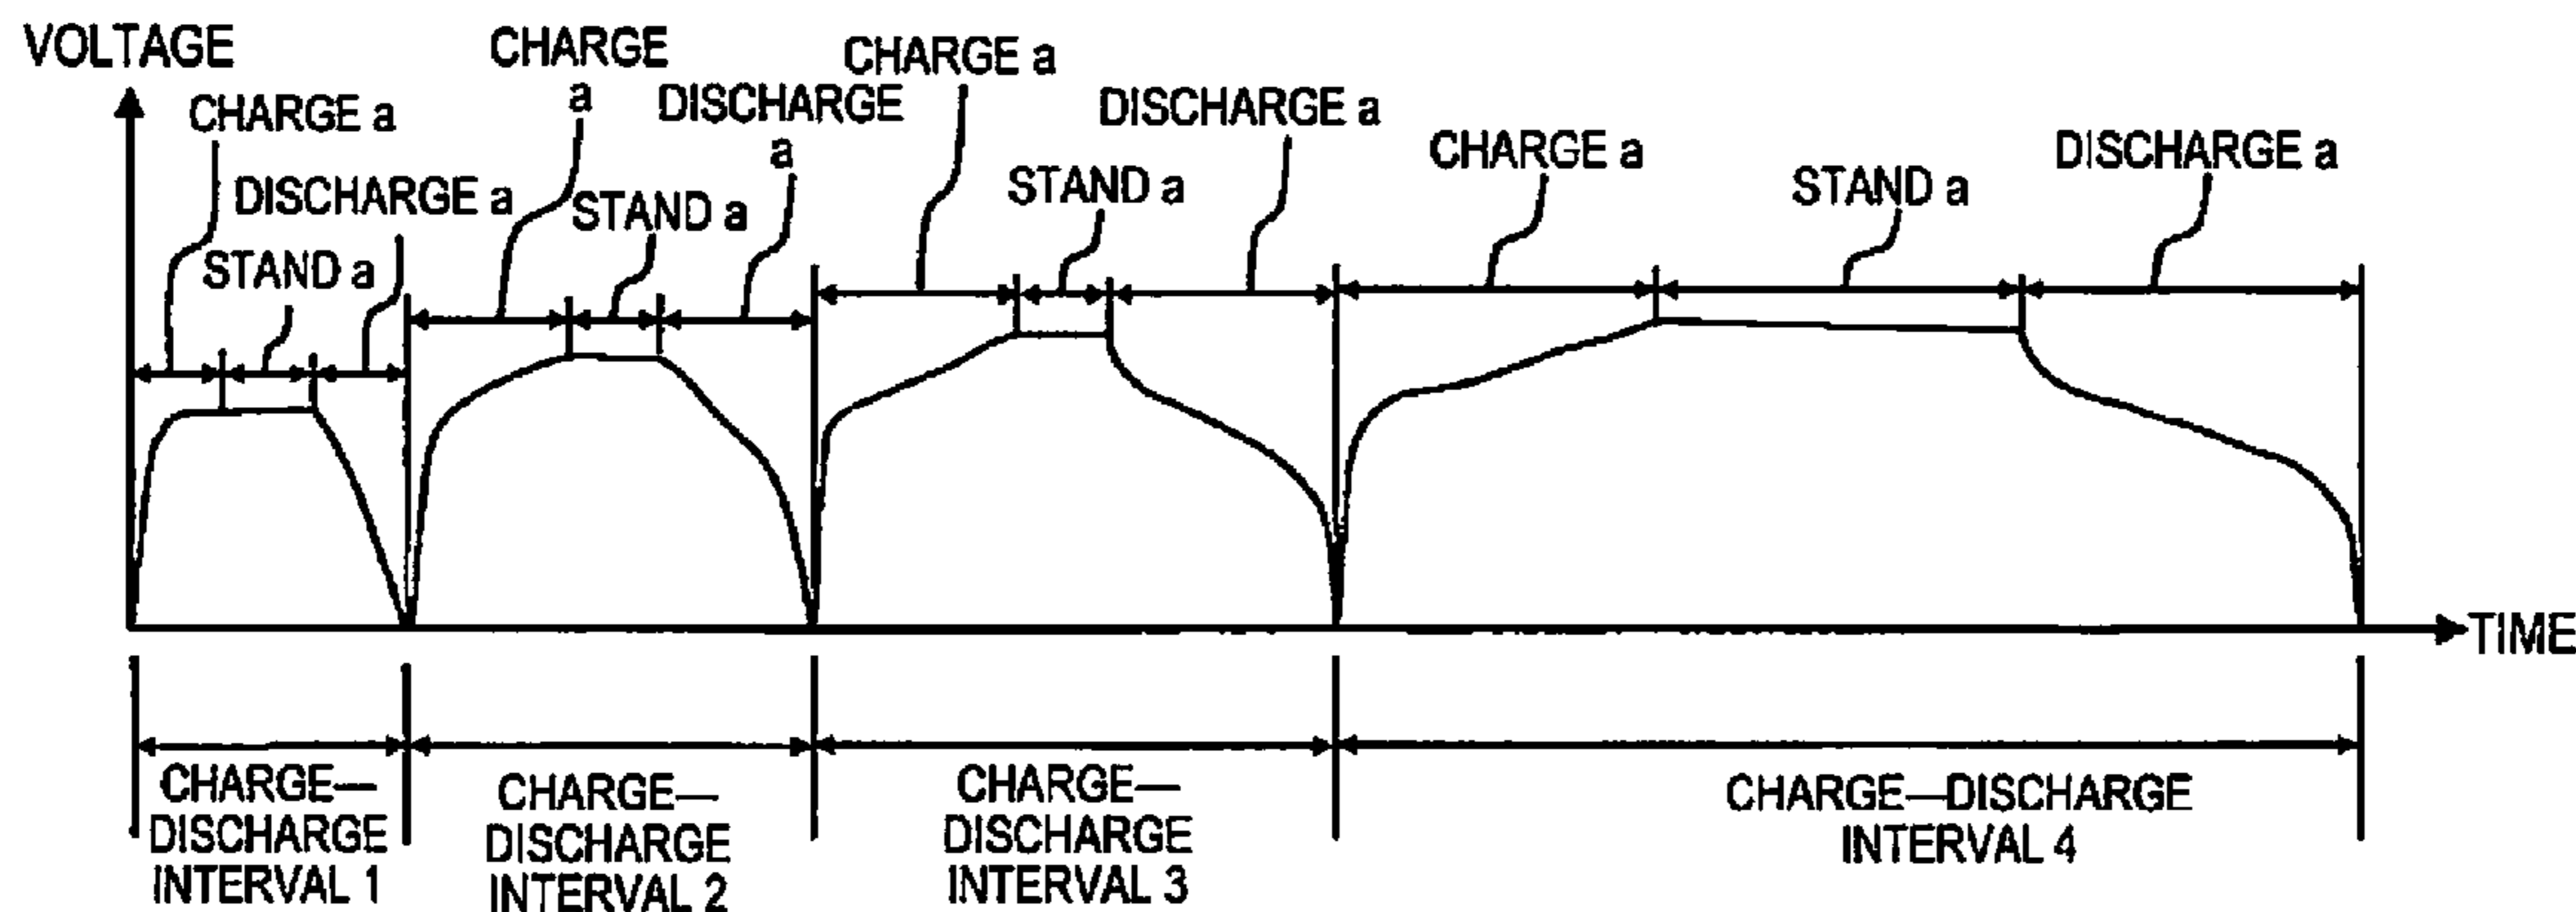 VOLTAGE
CHARGE a
STAND a
DISCHARGE a
CHARGE
a
STAND a
DISCHARGE
a
CHARGE a
STAND a
DISCHARGE a
CHARGE a
STAND a
DISCHARGE a
TIME
CHARGE—
DISCHARGE
INTERVAL 1
CHARGE—
DISCHARGE
INTERVAL 2
CHARGE—
DISCHARGE
INTERVAL 3
CHARGE—DISCHARGE
INTERVAL 4